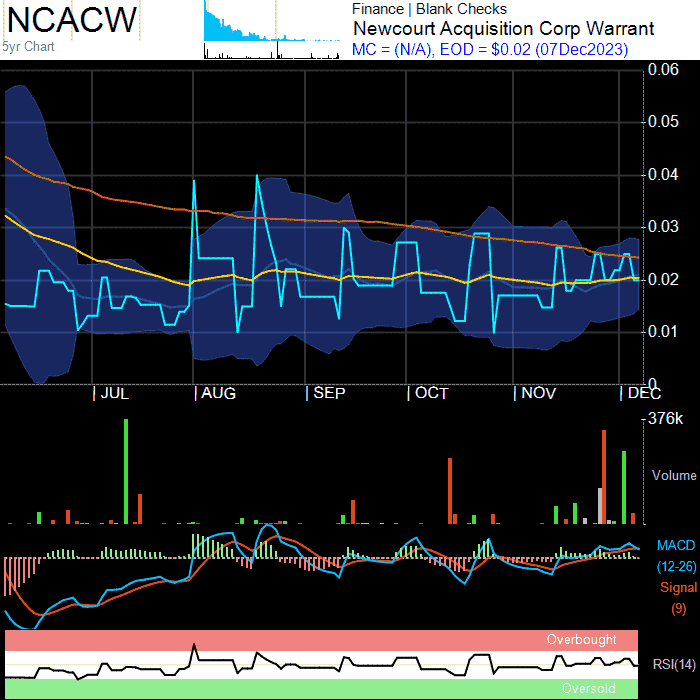 NCACW
5yr Chart
Finance | Blank Checks
Newcourt Acquisition Corp Warrant
MC = (N/A), EOD = $0.02 (07Dec2023)
0.06
0.05
0.04
0.03
0.02
0.01
0
JUL
AUG
SEP
OCT
NOV
DEC
376k
Volume
MACD
(12-26)
Signal
(9)
Overbought
RSI(14)
Oversold